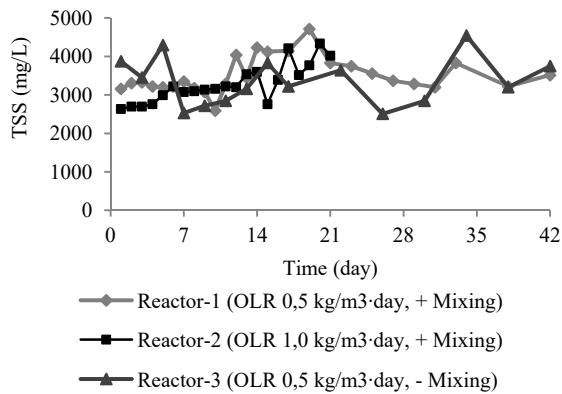 TSS (mg/L)
5000
4000
3000
2000
1000
0
0 7 14 21 28 35 42
Time (day)
Reactor-1 (OLR 0,5 kg/m3·day, + Mixing)
Reactor-2 (OLR 1,0 kg/m3·day, + Mixing)
Reactor-3 (OLR 0,5 kg/m3·day, - Mixing)